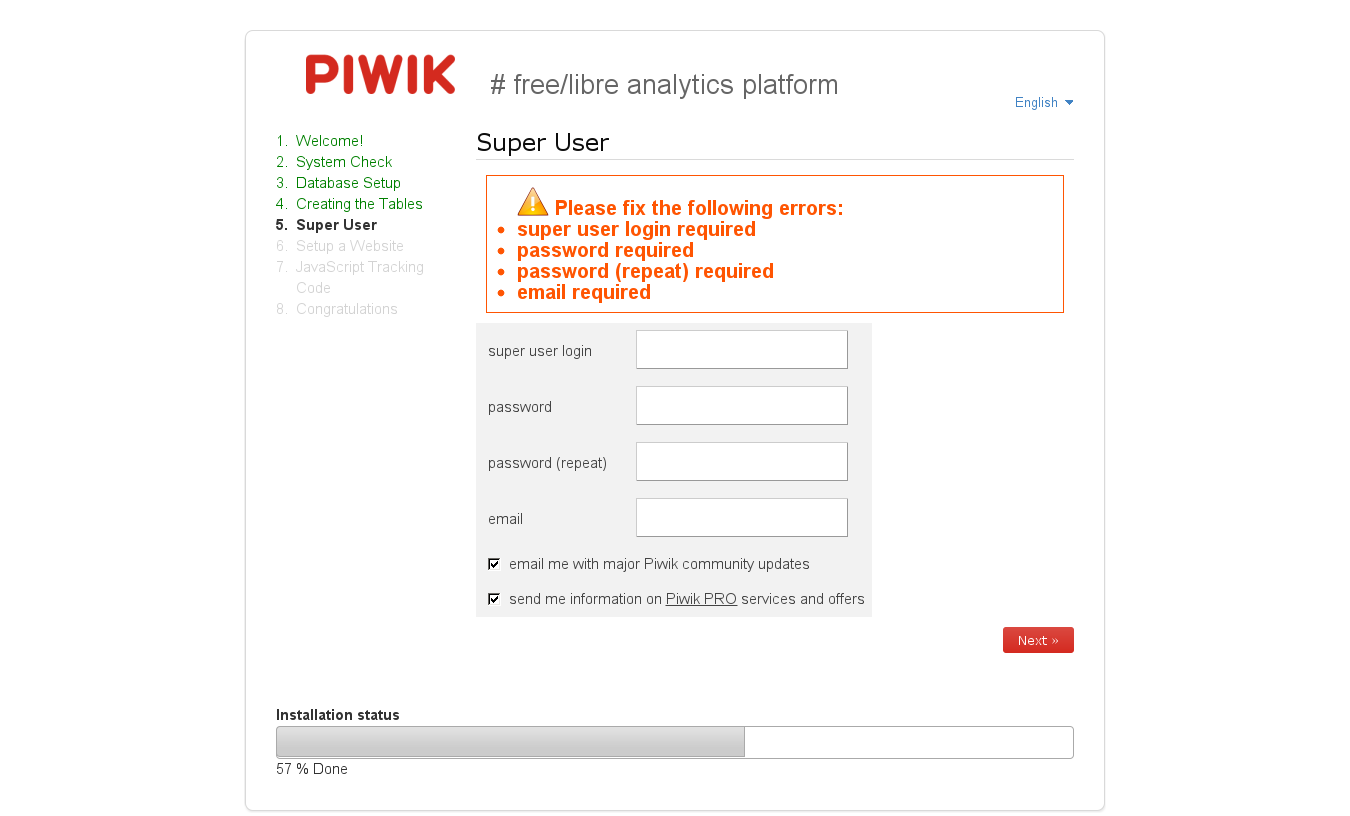 PIWIK
# free/libre analytics platform
English
1. Welcome!
2. System Check
3. Database Setup
4. Creating the Tables
5. Super User
6. Setup a Website
7. JavaScript Tracking
Code
8. Congratulations
Super User
Please fix the following errors:
• super user login required
• password required
• password (repeat) required
• email required
super user login
password
password (repeat)
email
email me with major Piwik community updates
send me information on Piwik PRO services and offers
Next »
Installation status
57 % Done